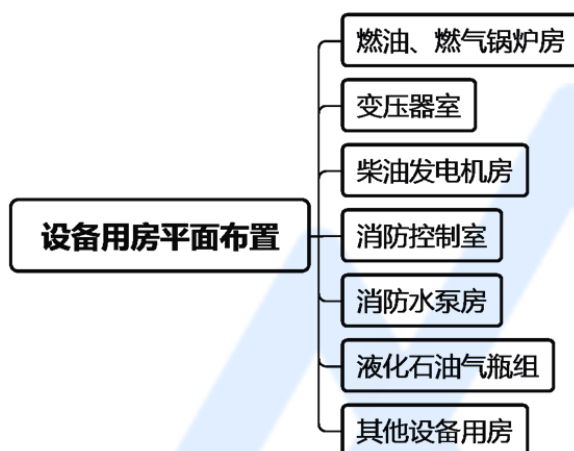 燃油、燃气锅炉房
变压器室
柴油发电机房
设备用房平面布置
消防控制室
消防水泵房
液化石油气瓶组
其他设备用房